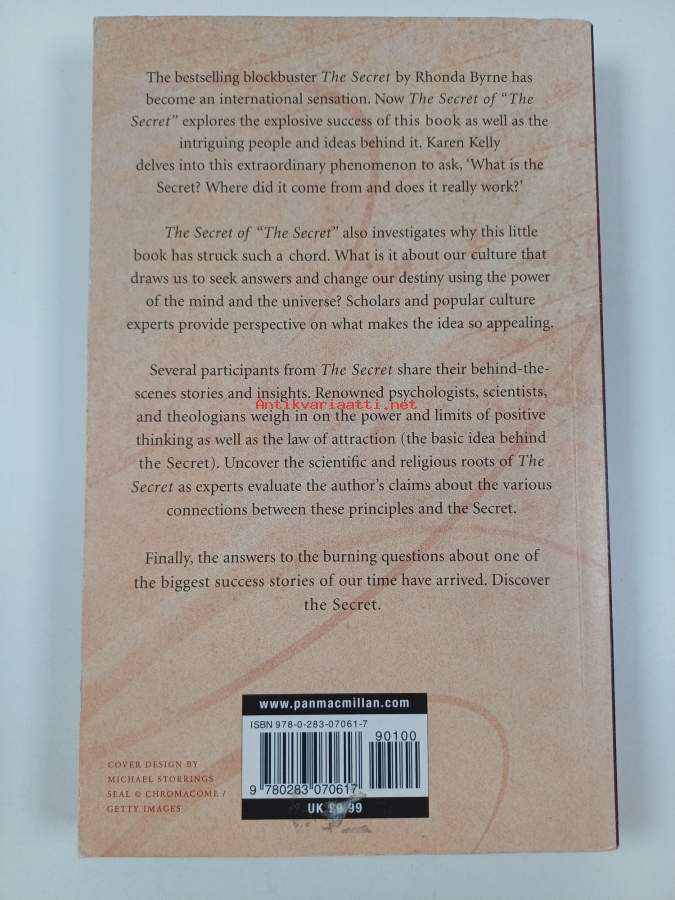 The bestselling blockbuster The Secret by Rhonda Byrne has
become an international sensation. Now The Secret of “The
Secret” explores the explosive success of this book as well as the
intriguing people and ideas behind it. Karen Kelly
delves into this extraordinary phenomenon to ask, ‘What is the
Secret? Where did it come from and does it really work?’
The Secret of “The Secret” also investigates why this little
book has struck such a chord. What is it about our culture that
draws us to seek answers and change our destiny using the power
of the mind and the universe? Scholars and popular culture
experts provide perspective on what makes the idea so appealing.
Several participants from The Secret share their behind-the-
scenes stories and insights. Renowned psychologists, scientists,
Antikvariaatti.net
and theologians weigh in on the power and limits of positive
thinking as well as the law of attraction (the basic idea behind
the Secret). Uncover the scientific and religious roots of The
Secret as experts evaluate the author’s claims about the various
connections between these principles and the Secret.
Finally, the answers to the burning questions about one of
the biggest success stories of our time have arrived. Discover
the Secret.
www.panmacmillan.com
ISBN 978-0-283-07061-7
90100
9 780283 070617
UK £9.99
COVER DESIGN BY
MICHAEL STORRINGS
SEAL © CHROMACOME /
GETTY IMAGES